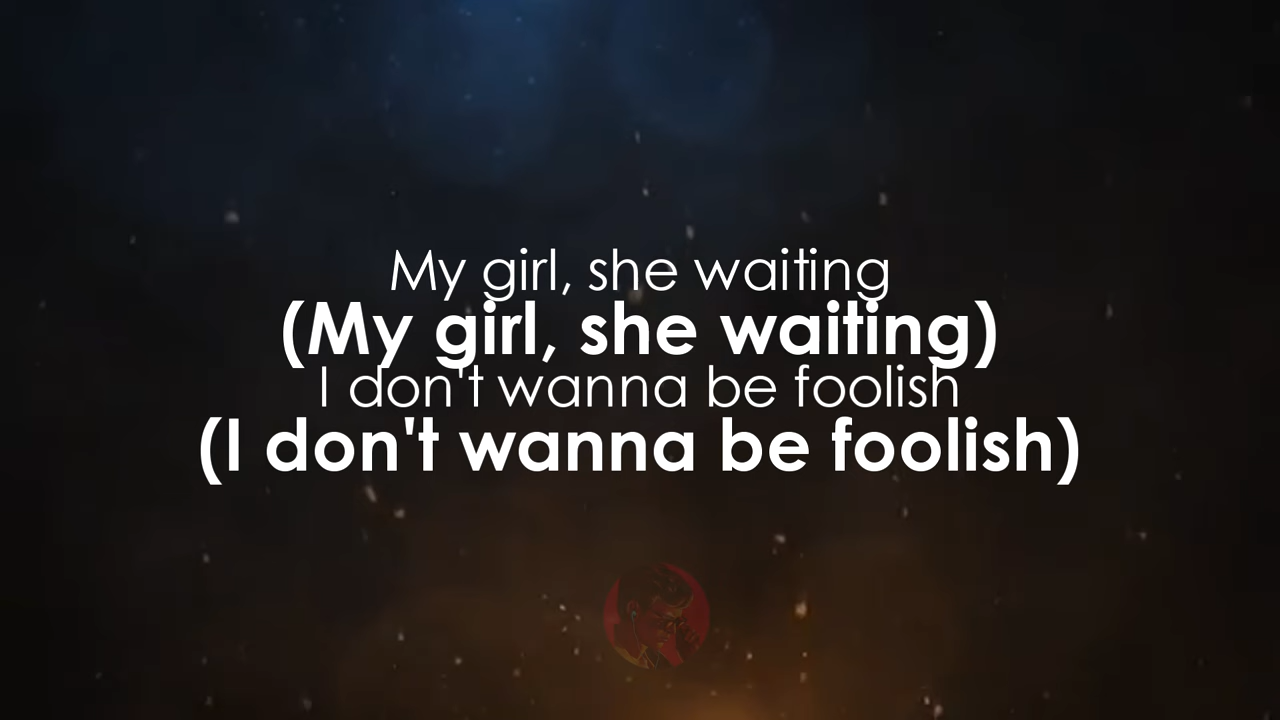 My girl, she waiting
(My girl, she waiting)
I don't wanna be foolish
(I don't wanna be foolish)